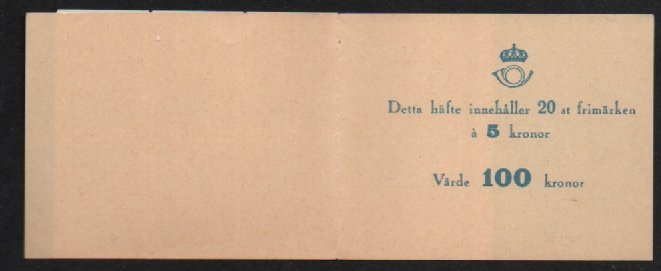 Detta häfte innehåller 20 st frimärken
à 5 kronor
Värde 100 kronor